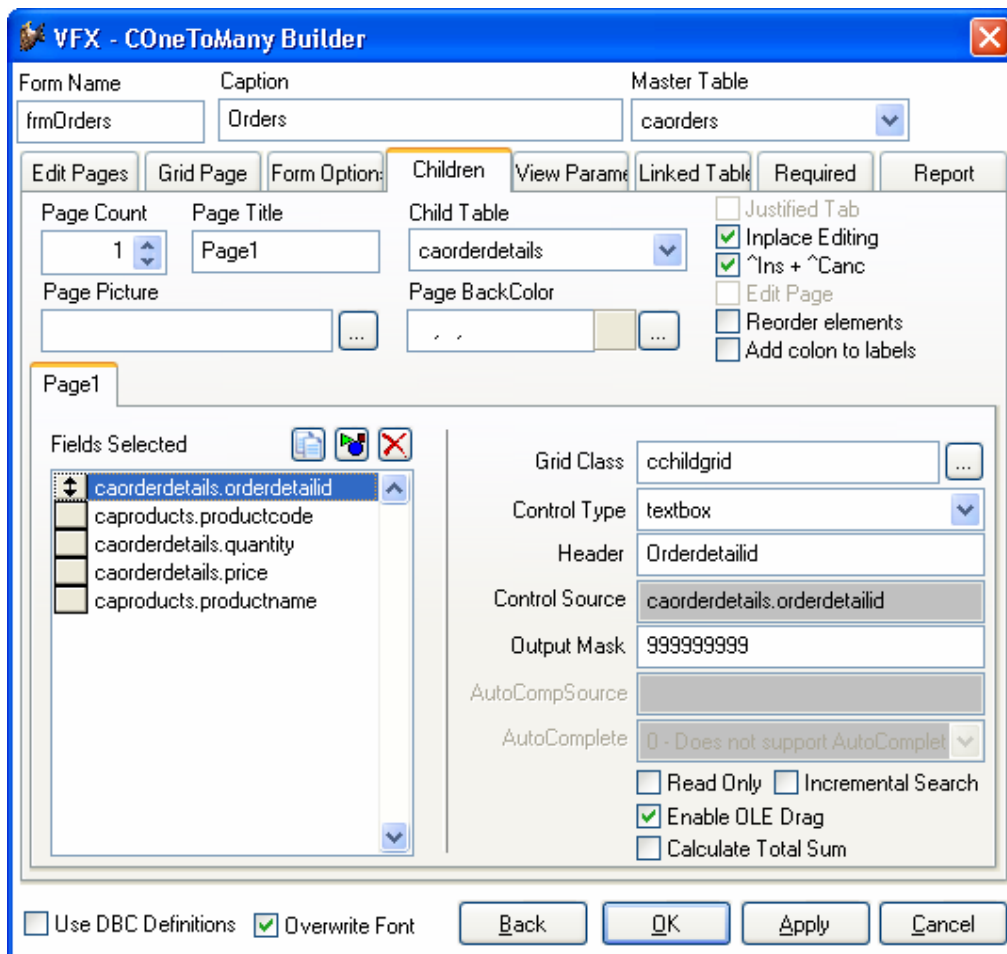 VFX - COneToMany Builder
Form Name Caption Master Table
frmOrders Orders caorders
Edit Pages Grid Page Form Option: Children View Parame Linked Table Required Report
Page Count Page Title Child Table Justified Tab
1 Page1 caorderdetails Inplace Editing
^Ins + ^Canc
Page Picture Page BackColor Edit Page
... , , ... Reorder elements
Add colon to labels
Page1
Fields Selected
caorderdetails.orderdetailid
caproducts.productcode
caorderdetails.quantity
caorderdetails.price
caproducts.productname
Grid Class cchildgrid ...
Control Type textbox
Header Orderdetailid
Control Source caorderdetails.orderdetailid
Output Mask 999999999
AutoCompSource
AutoComplete 0 - Does not support AutoComplet
Read Only Incremental Search
Enable OLE Drag
Calculate Total Sum
Use DBC Definitions Overwrite Font Back OK Apply Cancel